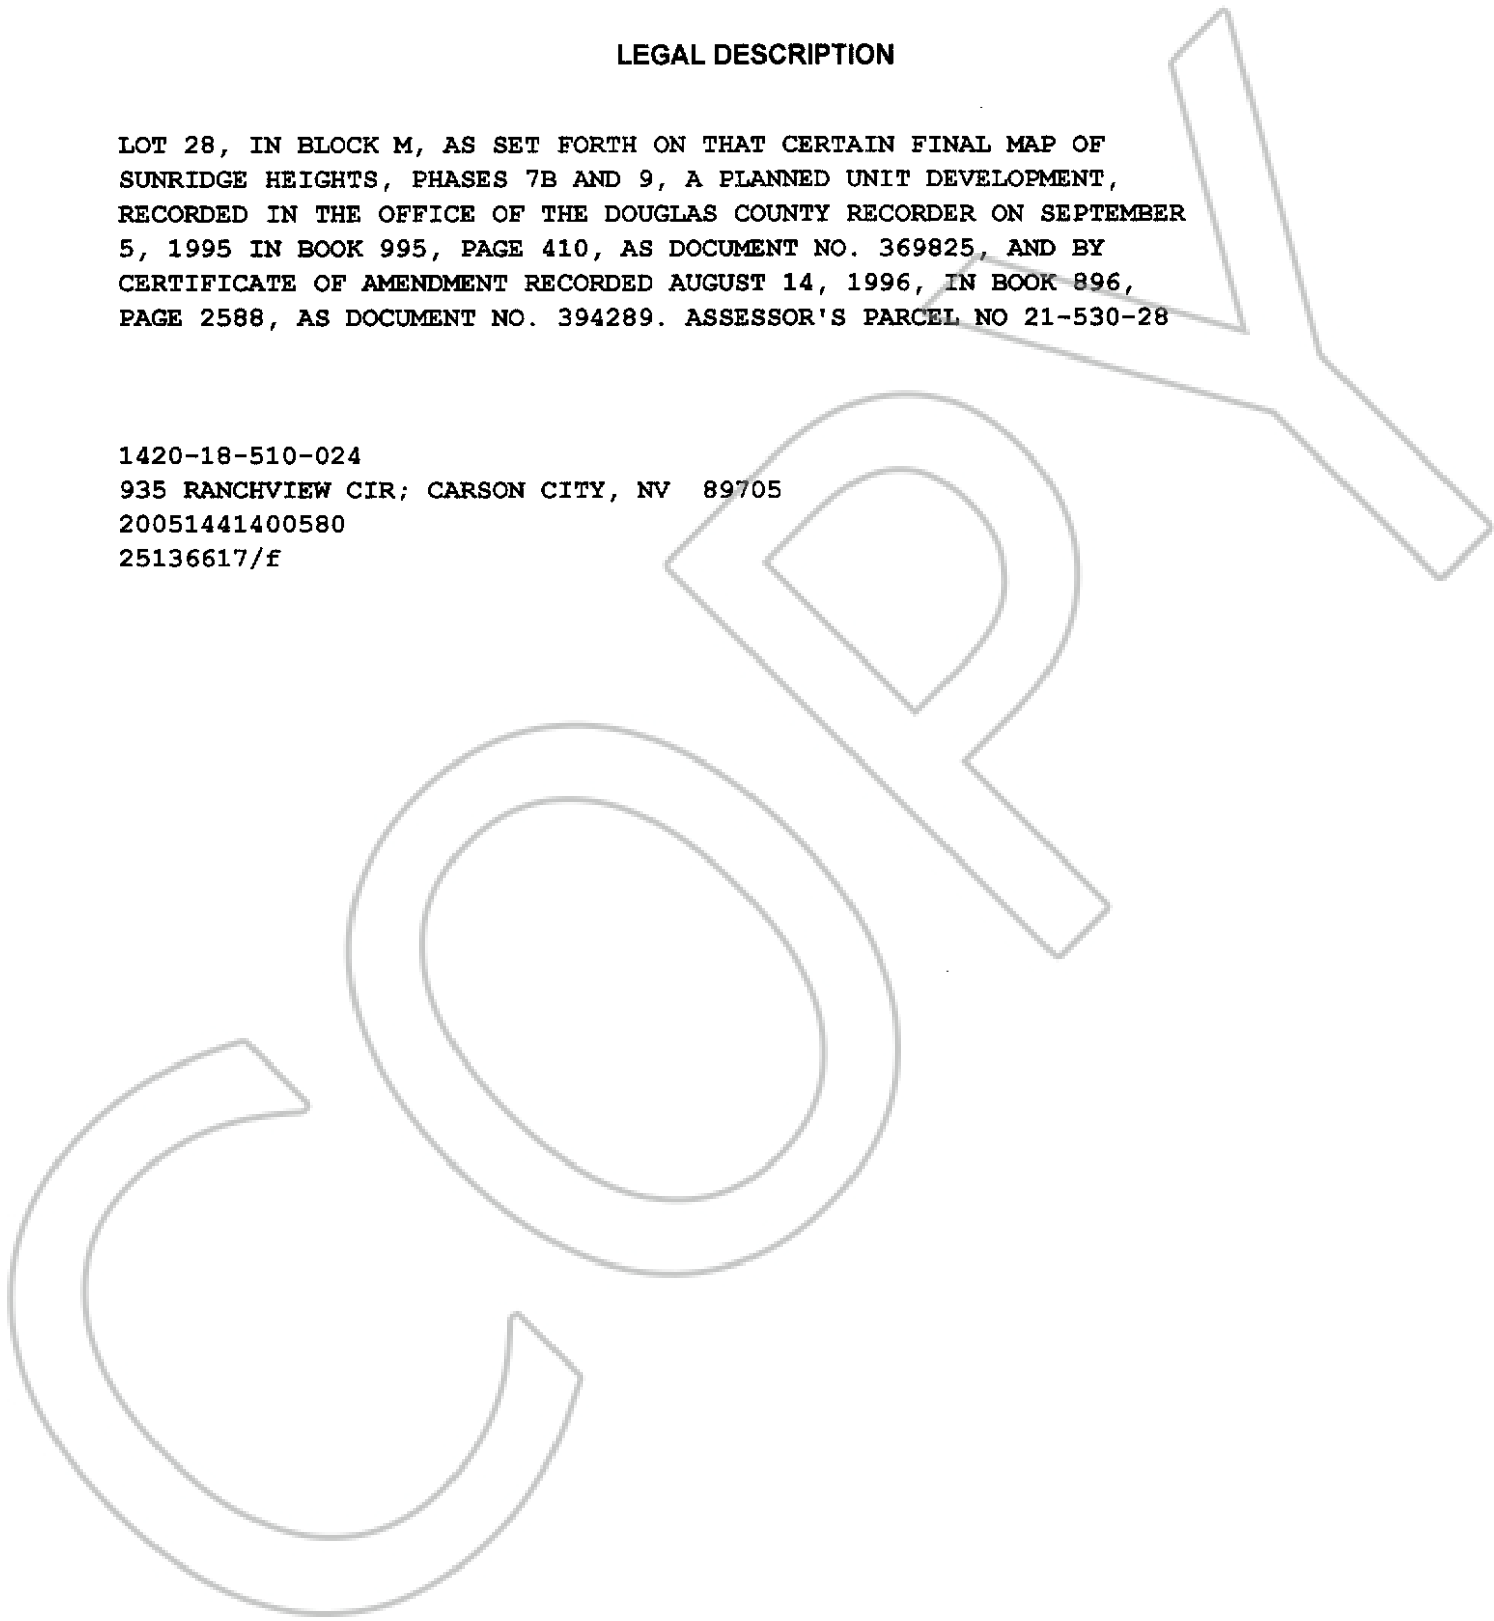 LEGAL DESCRIPTION
LOT 28, IN BLOCK M, AS SET FORTH ON THAT CERTAIN FINAL MAP OF
SUNRIDGE HEIGHTS, PHASES 7B AND 9, A PLANNED UNIT DEVELOPMENT,
RECORDED IN THE OFFICE OF THE DOUGLAS COUNTY RECORDER ON SEPTEMBER
5, 1995 IN BOOK 995, PAGE 410, AS DOCUMENT NO. 369825, AND BY
CERTIFICATE OF AMENDMENT RECORDED AUGUST 14, 1996, IN BOOK 896,
PAGE 2588, AS DOCUMENT NO. 394289. ASSESSOR'S PARCEL NO 21-530-28
1420-18-510-024
935 RANCHVIEW CIR; CARSON CITY, NV 89705
20051441400580
25136617/f
COPY